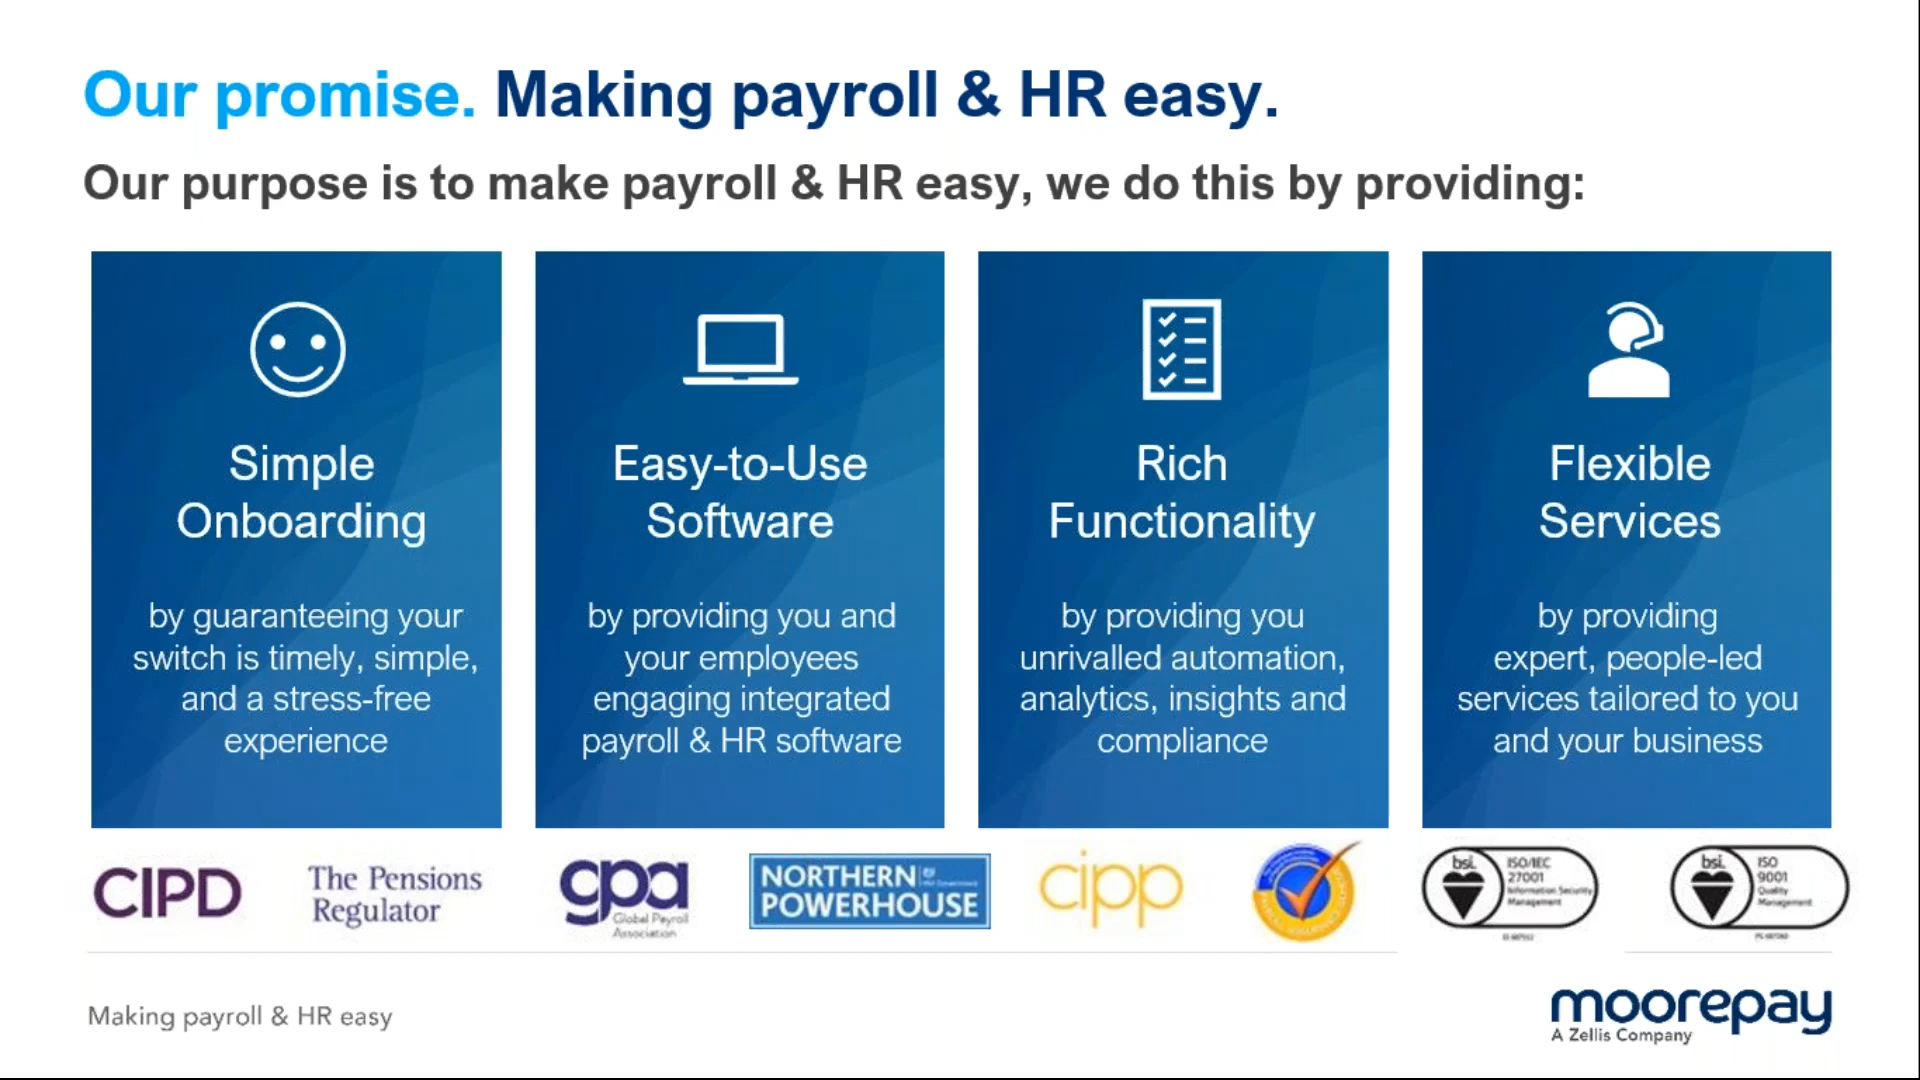 Our promise. Making payroll & HR easy.
Our purpose is to make payroll & HR easy, we do this by providing:
Simple
Onboarding
by guaranteeing your
switch is timely, simple,
and a stress-free
experience
Easy-to-Use
Software
by providing you and
your employees
engaging integrated
payroll & HR software
Rich
Functionality
by providing you
unrivalled automation,
analytics, insights and
compliance
Flexible
Services
by providing
expert, people-led
services tailored to you
and your business
CIPD
The Pensions
Regulator
gpa
Global Payroll
Association
NORTHERN
POWERHOUSE
cipp
bsi.
ISO/IEC
27001
Information Security
Management
bsi.
ISO
9001
Quality
Management
Making payroll & HR easy
moorepay
A Zellis Company